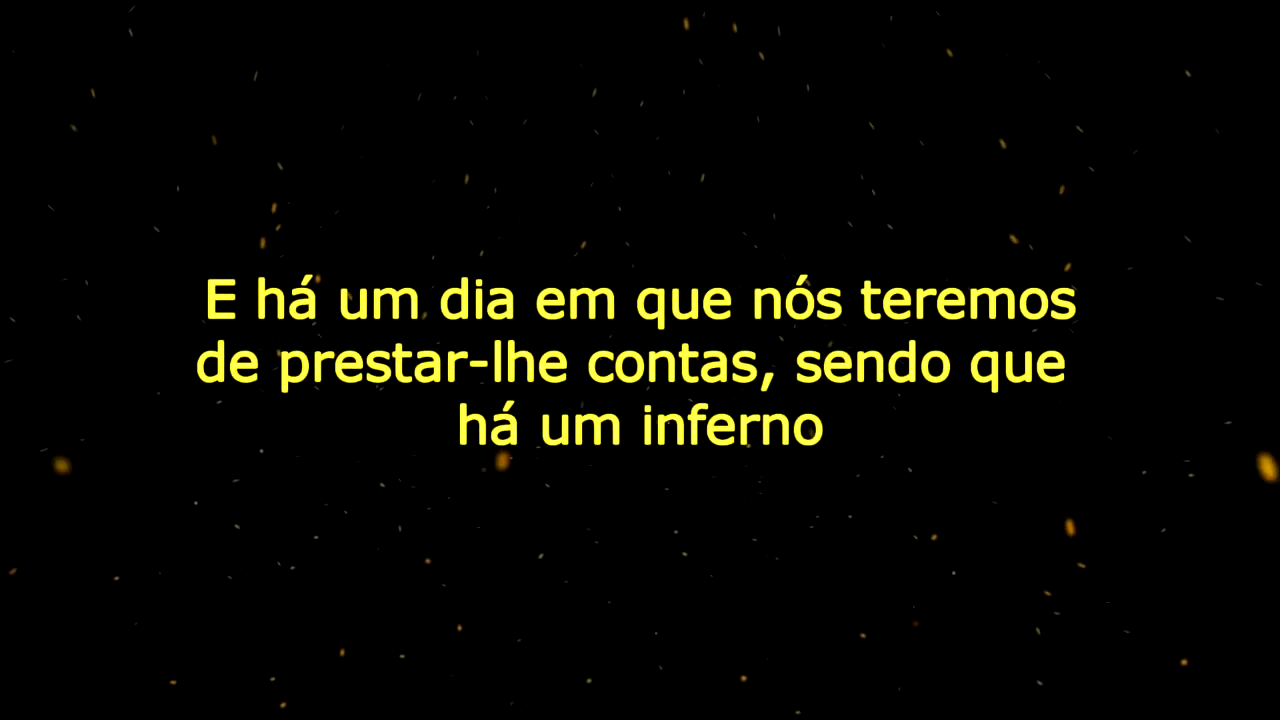 E há um dia em que nós teremos
de prestar-lhe contas, sendo que
há um inferno